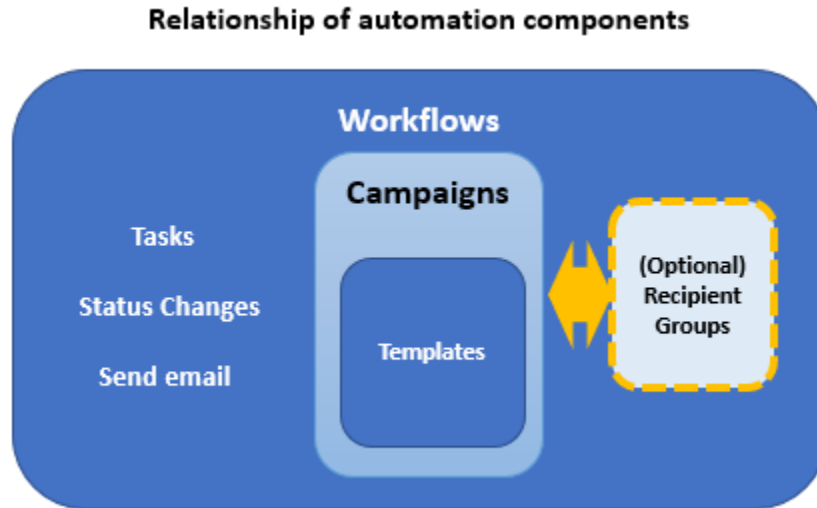 Relationship of automation components
Workflows
Campaigns
Tasks
Status Changes
Send email
Templates
(Optional)
Recipient
Groups